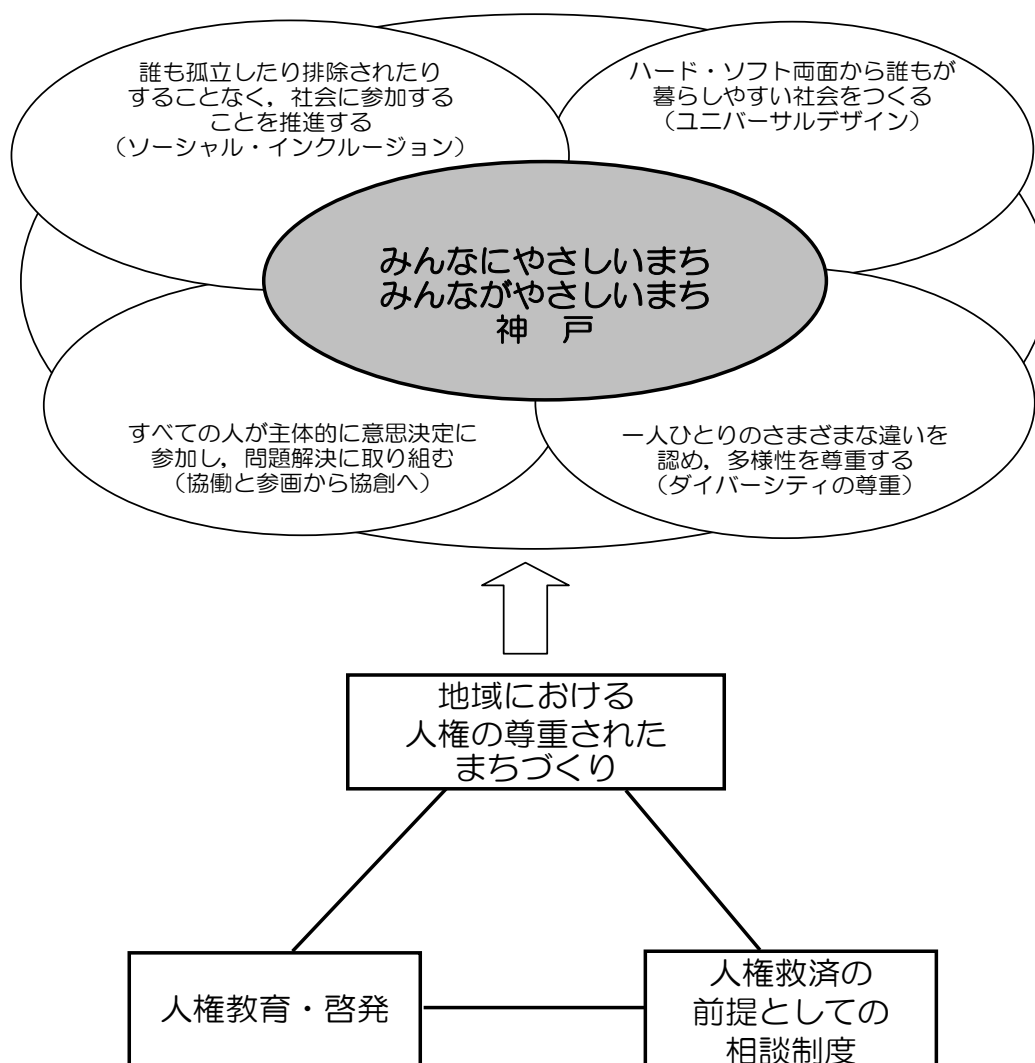 誰も孤立したり排除されたり
することなく，社会に参加する
ことを推進する
（ソーシャル・インクルージョン）
ハード・ソフト両面から誰もが
暮らしやすい社会をつくる
（ユニバーサルデザイン）
みんなにやさしいまち
みんながやさしいまち
神　戸
すべての人が主体的に意思決定に
参加し，問題解決に取り組む
（協働と参画から協創へ）
一人ひとりのさまざまな違いを
認め，多様性を尊重する
（ダイバーシティの尊重）
地域における
人権の尊重された
まちづくり
人権教育・啓発
人権救済の
前提としての
相談制度